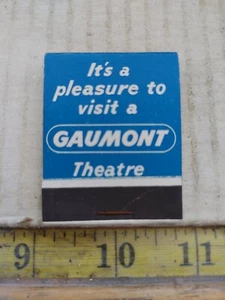 It's a
pleasure to
visit a
GAUMONT
Theatre
9 10 11